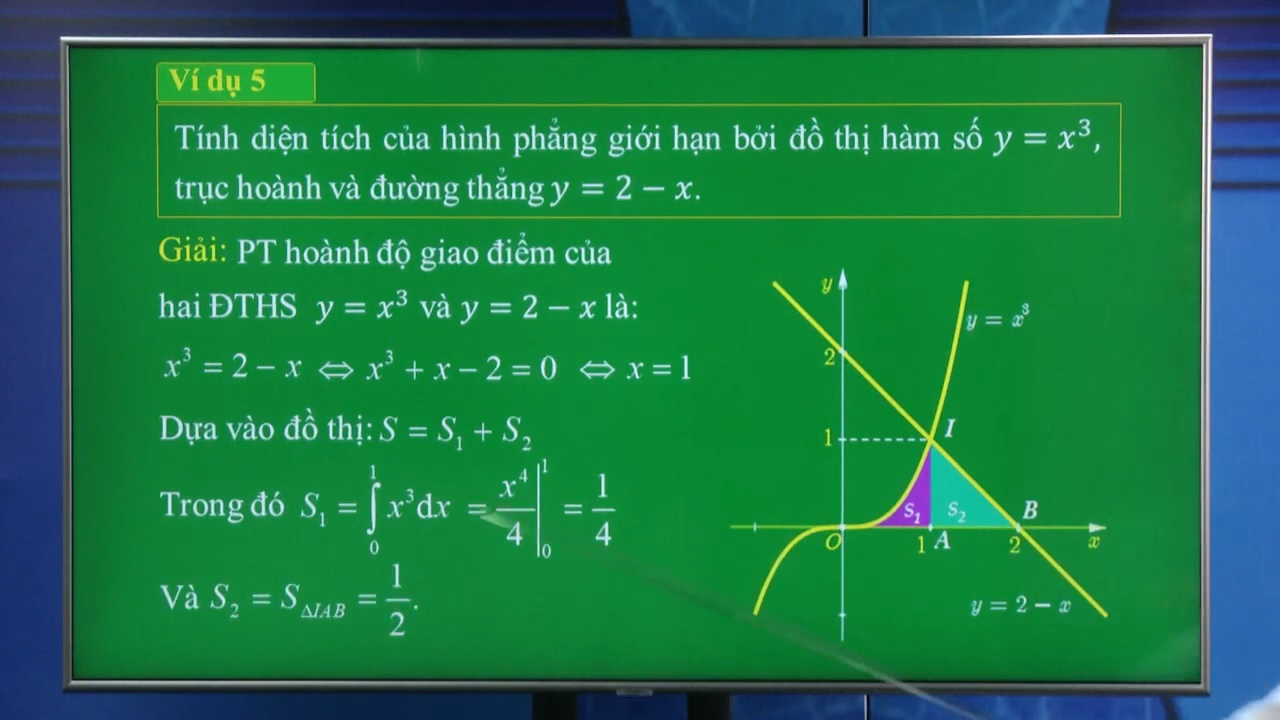 Ví dụ 5
Tính diện tích của hình phẳng giới hạn bởi đồ thị hàm số y = x³,
trục hoành và đường thẳng y = 2 − x.
Giải: PT hoành độ giao điểm của
hai ĐTHS y = x³ và y = 2 − x là:
x³ = 2 − x ⇔ x³ + x − 2 = 0 ⇔ x = 1
Dựa vào đồ thị: S = S₁ + S₂
Trong đó S₁ = ∫₀¹ x³dx = x⁴/4 |₀¹ = 1/4
Và S₂ = S_ΔIAB = 1/2.
y
y = x³
2
1
I
S₁
S₂
B
O
1
A
2
x
y = 2 − x